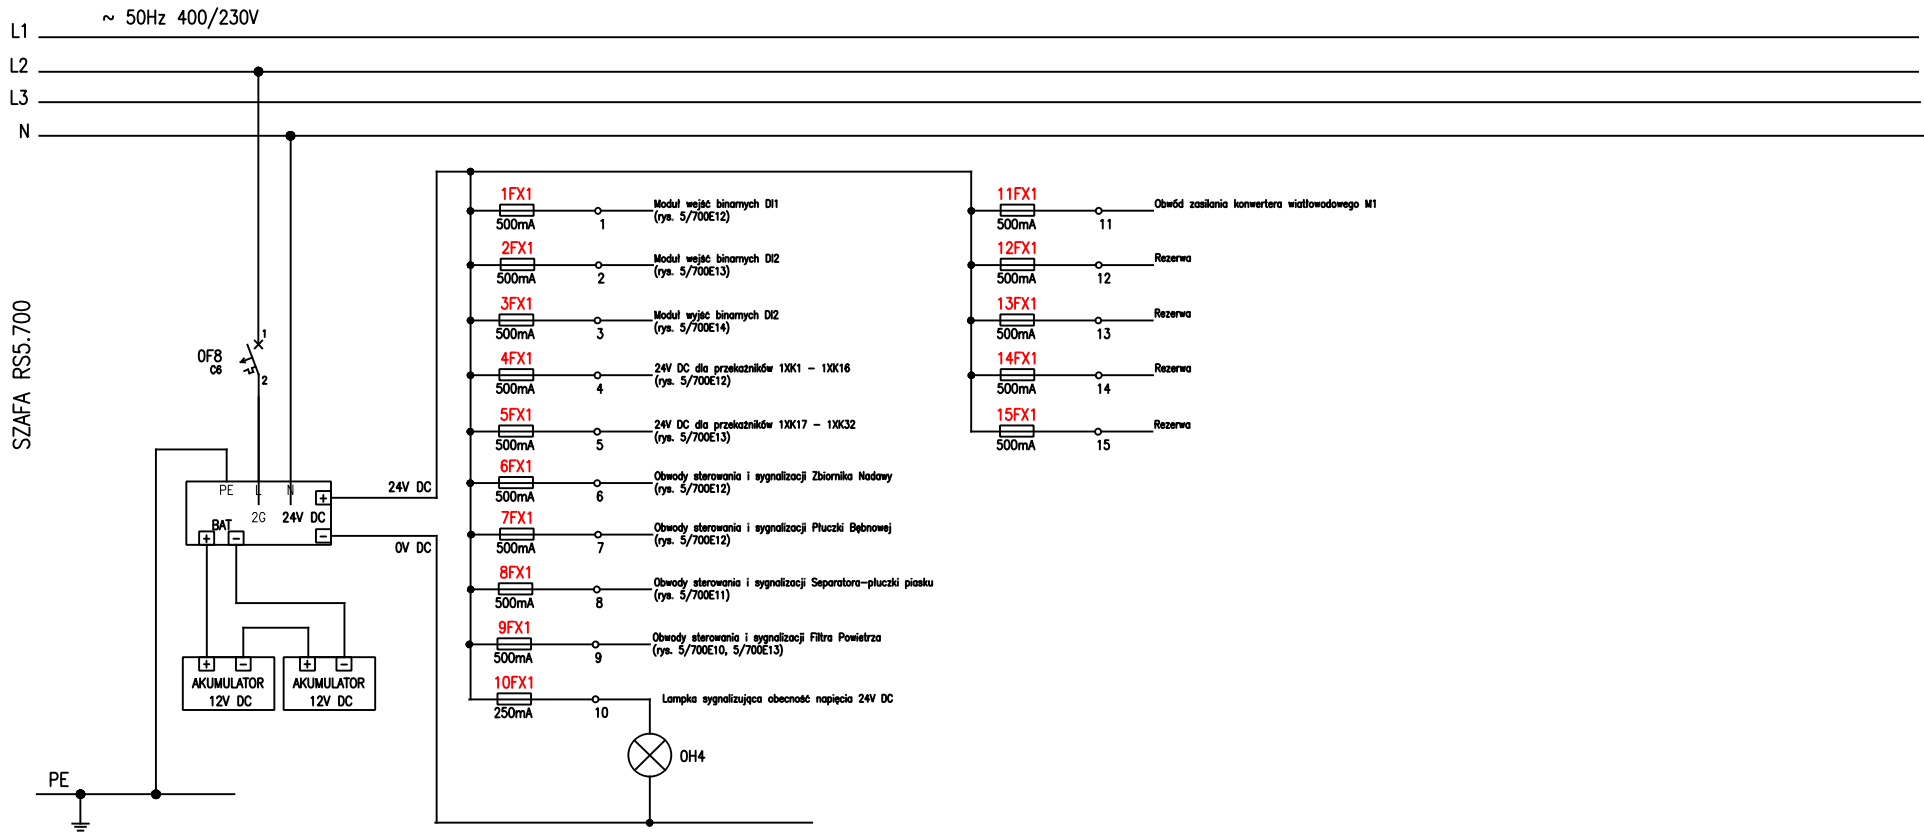 ~ 50Hz 400/230V
L1
L2
L3
N
SZAFA RS5.700
0F8
C6
1
2
PE L N
2G 24V DC
BAT
+ -
+
-
24V DC
0V DC
+ -
AKUMULATOR
12V DC
+ -
AKUMULATOR
12V DC
PE
1FX1
500mA
1
Moduł wejść binarnych DI1
(rys. 5/700E12)
2FX1
500mA
2
Moduł wejść binarnych DI2
(rys. 5/700E13)
3FX1
500mA
3
Moduł wyjść binarnych DI2
(rys. 5/700E14)
4FX1
500mA
4
24V DC dla przekaźników 1XK1 - 1XK16
(rys. 5/700E12)
5FX1
500mA
5
24V DC dla przekaźników 1XK17 - 1XK32
(rys. 5/700E13)
6FX1
500mA
6
Obwody sterowania i sygnalizacji Zbiornika Nadawy
(rys. 5/700E12)
7FX1
500mA
7
Obwody sterowania i sygnalizacji Płuczki Bębnowej
(rys. 5/700E12)
8FX1
500mA
8
Obwody sterowania i sygnalizacji Separatora-płuczki piasku
(rys. 5/700E11)
9FX1
500mA
9
Obwody sterowania i sygnalizacji Filtra Powietrza
(rys. 5/700E10, 5/700E13)
10FX1
250mA
10
Lampka sygnalizująca obecność napięcia 24V DC
0H4
11FX1
500mA
11
Obwód zasilania konwertera wiatłowodowego M1
12FX1
500mA
12
Rezerwa
13FX1
500mA
13
Rezerwa
14FX1
500mA
14
Rezerwa
15FX1
500mA
15
Rezerwa